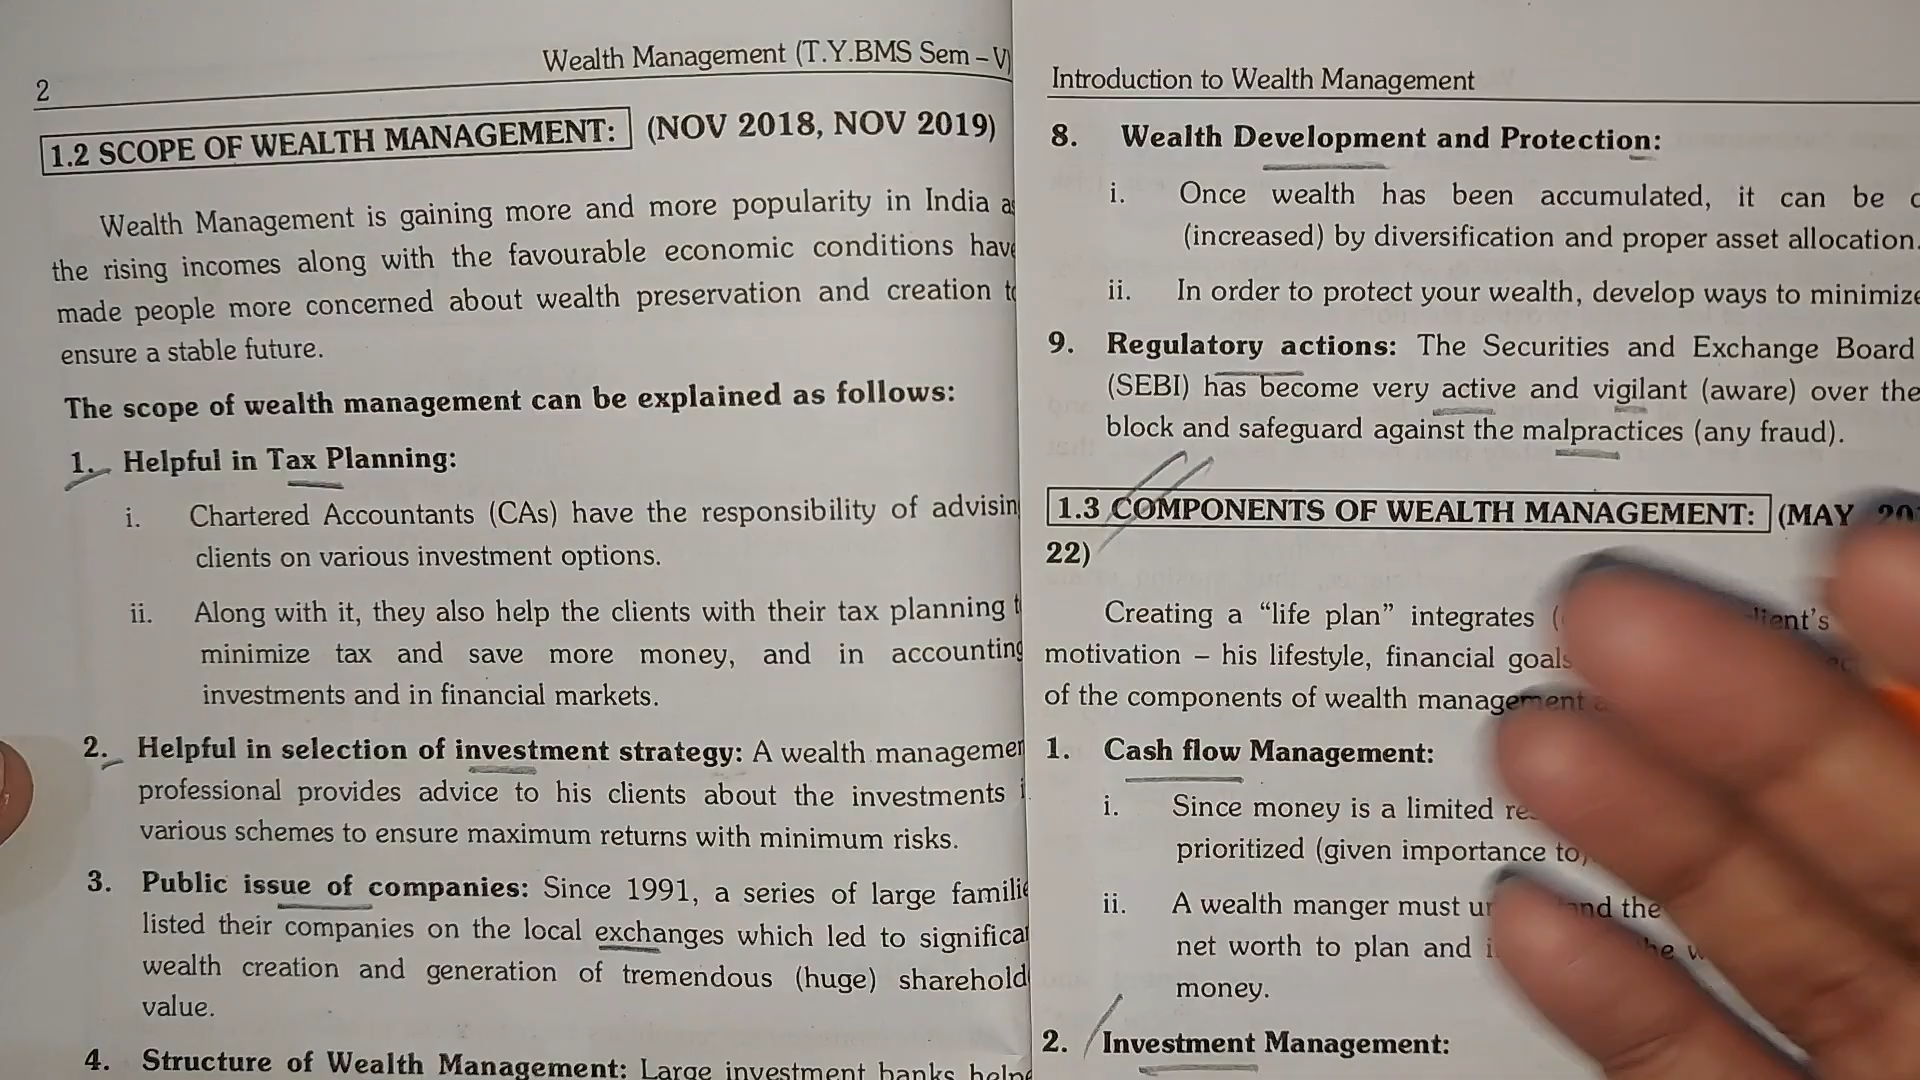 2
Wealth Management (T.Y.BMS Sem – V)
1.2 SCOPE OF WEALTH MANAGEMENT: (NOV 2018, NOV 2019)
Wealth Management is gaining more and more popularity in India
the rising incomes along with the favourable economic conditions have
made people more concerned about wealth preservation and creation
ensure a stable future.
The scope of wealth management can be explained as follows:
1. Helpful in Tax Planning:
i. Chartered Accountants (CAs) have the responsibility of
clients on various investment options.
ii. Along with it, they also help the clients with their tax planning
minimize tax and save more money, and in accounting
investments and in financial markets.
2. Helpful in selection of investment strategy: A wealth
professional provides advice to his clients about the investments
various schemes to ensure maximum returns with minimum risks.
3. Public issue of companies: Since 1991, a series of large
listed their companies on the local exchanges which led to
wealth creation and generation of tremendous (huge)
value.
4. Structure of Wealth Management: Large investment banks
Introduction to Wealth Management
8. Wealth Development and Protection:
i. Once wealth has been accumulated, it can be
(increased) by diversification and proper asset allocation.
ii. In order to protect your wealth, develop ways to minimize
9. Regulatory actions: The Securities and Exchange Board
(SEBI) has become very active and vigilant (aware) over the
block and safeguard against the malpractices (any fraud).
1.3 COMPONENTS OF WEALTH MANAGEMENT: (MAY
22)
Creating a “life plan” integrates
motivation – his lifestyle, financial goals
of the components of wealth management
1. Cash flow Management:
i. Since money is a limited
prioritized (given importance to)
ii. A wealth manger must the
net worth to plan and
money.
2. Investment Management: